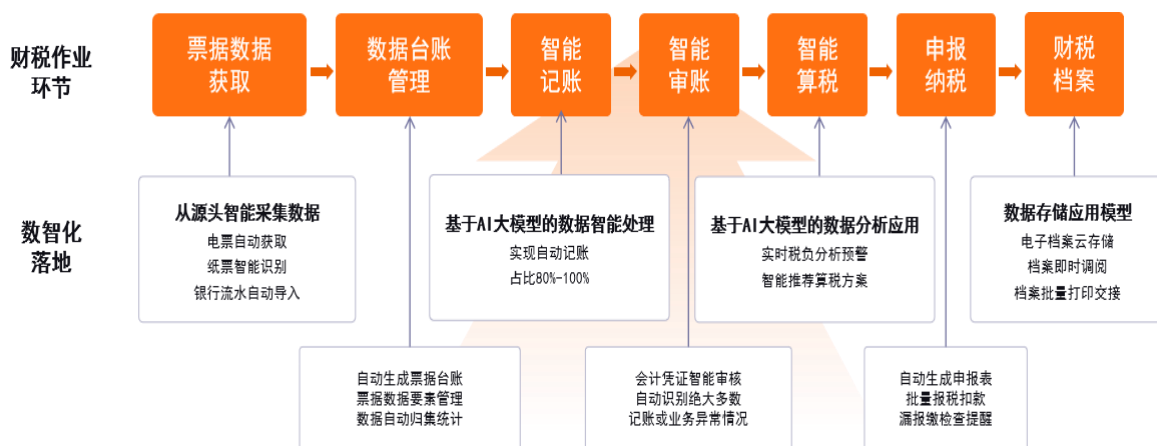 财税作业
环节
票据数据
获取
数据台账
管理
智能
记账
智能
审账
智能
算税
申报
纳税
财税
档案
数智化
落地
从源头智能采集数据
电票自动获取
纸票智能识别
银行流水自动导入
基于AI大模型的数据智能处理
实现自动记账
占比80%-100%
基于AI大模型的数据分析应用
实时税负分析预警
智能推荐算税方案
数据存储应用模型
电子档案云存储
档案即时调阅
档案批量打印交接
自动生成票据台账
票据数据要素管理
数据自动归集统计
会计凭证智能审核
自动识别绝大多数
记账或业务异常情况
自动生成申报表
批量报税扣款
漏报缴检查提醒